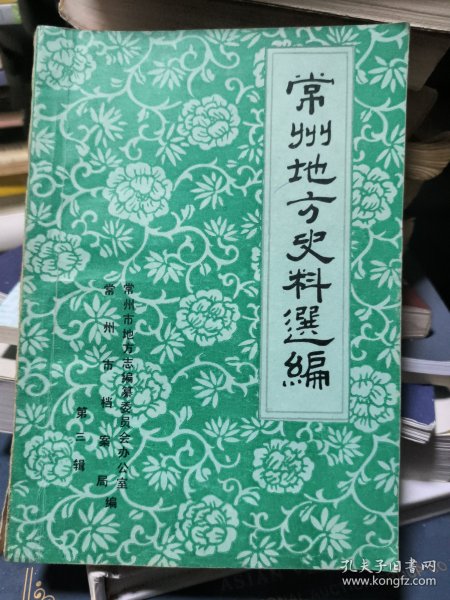 常州地方史料選編
常州市地方志编纂委员会办公室
常州市档案局编
第三辑
孔夫子旧书网
www.kongfz.com